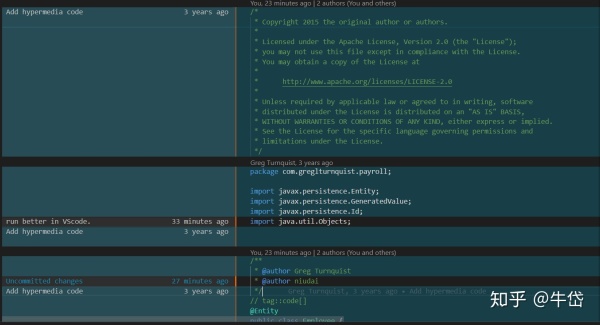 You, 23 minutes ago | 2 authors (You and others)
Add hypermedia code 3 years ago /*
* Copyright 2015 the original author or authors.
*
* Licensed under the Apache License, Version 2.0 (the "License");
* you may not use this file except in compliance with the License.
* You may obtain a copy of the License at
*
* http://www.apache.org/licenses/LICENSE-2.0
*
* Unless required by applicable law or agreed to in writing, software
* distributed under the License is distributed on an "AS IS" BASIS,
* WITHOUT WARRANTIES OR CONDITIONS OF ANY KIND, either express or implied.
* See the License for the specific language governing permissions and
* limitations under the License.
*/
Greg Turnquist, 3 years ago
package com.greglturnquist.payroll;
import javax.persistence.Entity;
import javax.persistence.GeneratedValue;
import javax.persistence.Id;
run better in VScode. 33 minutes ago import java.util.Objects;
Add hypermedia code 3 years ago
You, 23 minutes ago | 2 authors (You and others)
/**
* @author Greg Turnquist
Uncommitted changes 27 minutes ago * @author niudai
Add hypermedia code 3 years ago */ Greg Turnquist, 3 years ago • Add hypermedia code
// tag::code[]
@Entity
public class Employee {
知乎 @牛岱